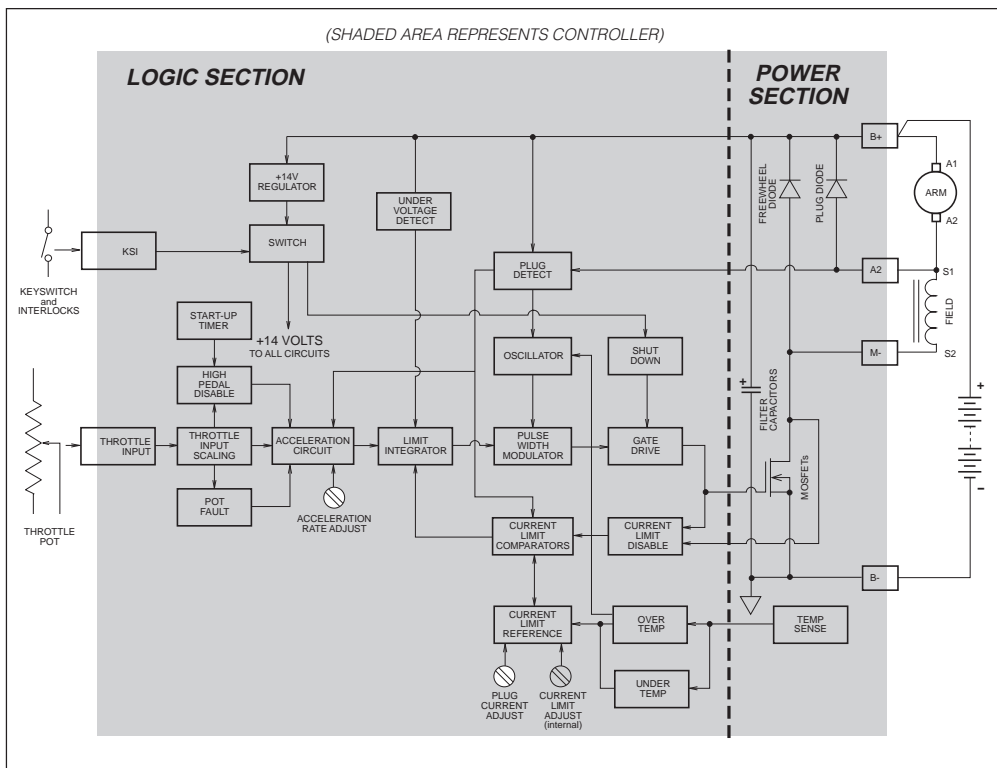 (SHADED AREA REPRESENTS CONTROLLER)
LOGIC SECTION
POWER
SECTION
B+
A1
ARM
A2
+14V
REGULATOR
UNDER
VOLTAGE
DETECT
FREEWHEEL
DIODE
PLUG DIODE
KSI
SWITCH
KEYSWITCH
and
INTERLOCKS
PLUG
DETECT
A2
S1
FIELD
S2
START-UP
TIMER
+14 VOLTS
TO ALL CIRCUITS
OSCILLATOR
SHUT
DOWN
M-
HIGH
PEDAL
DISABLE
+
FILTER
CAPACITORS
+
THROTTLE
INPUT
THROTTLE
INPUT
SCALING
ACCELERATION
CIRCUIT
LIMIT
INTEGRATOR
PULSE
WIDTH
MODULATOR
GATE
DRIVE
MOSFETs
–
POT
FAULT
THROTTLE
POT
ACCELERATION
RATE ADJUST
CURRENT
LIMIT
COMPARATORS
CURRENT
LIMIT
DISABLE
B-
CURRENT
LIMIT
REFERENCE
OVER
TEMP
TEMP
SENSE
UNDER
TEMP
PLUG
CURRENT
ADJUST
CURRENT
LIMIT
ADJUST
(internal)